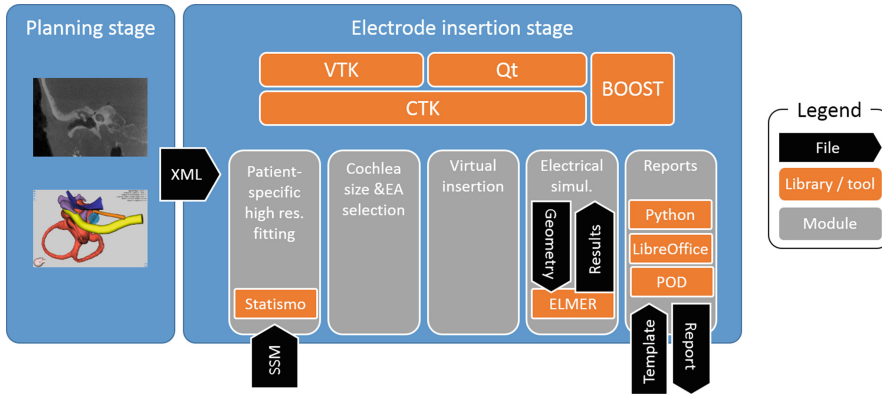 Planning stage
Electrode insertion stage
VTK
Qt
BOOST
CTK
XML
Patient-
specific
high res.
fitting
Statismo
SSM
Cochlea
size &EA
selection
Virtual
insertion
Electrical
simul.
Geometry
Results
ELMER
Reports
Python
LibreOffice
POD
Template
Report
Legend
File
Library / tool
Module